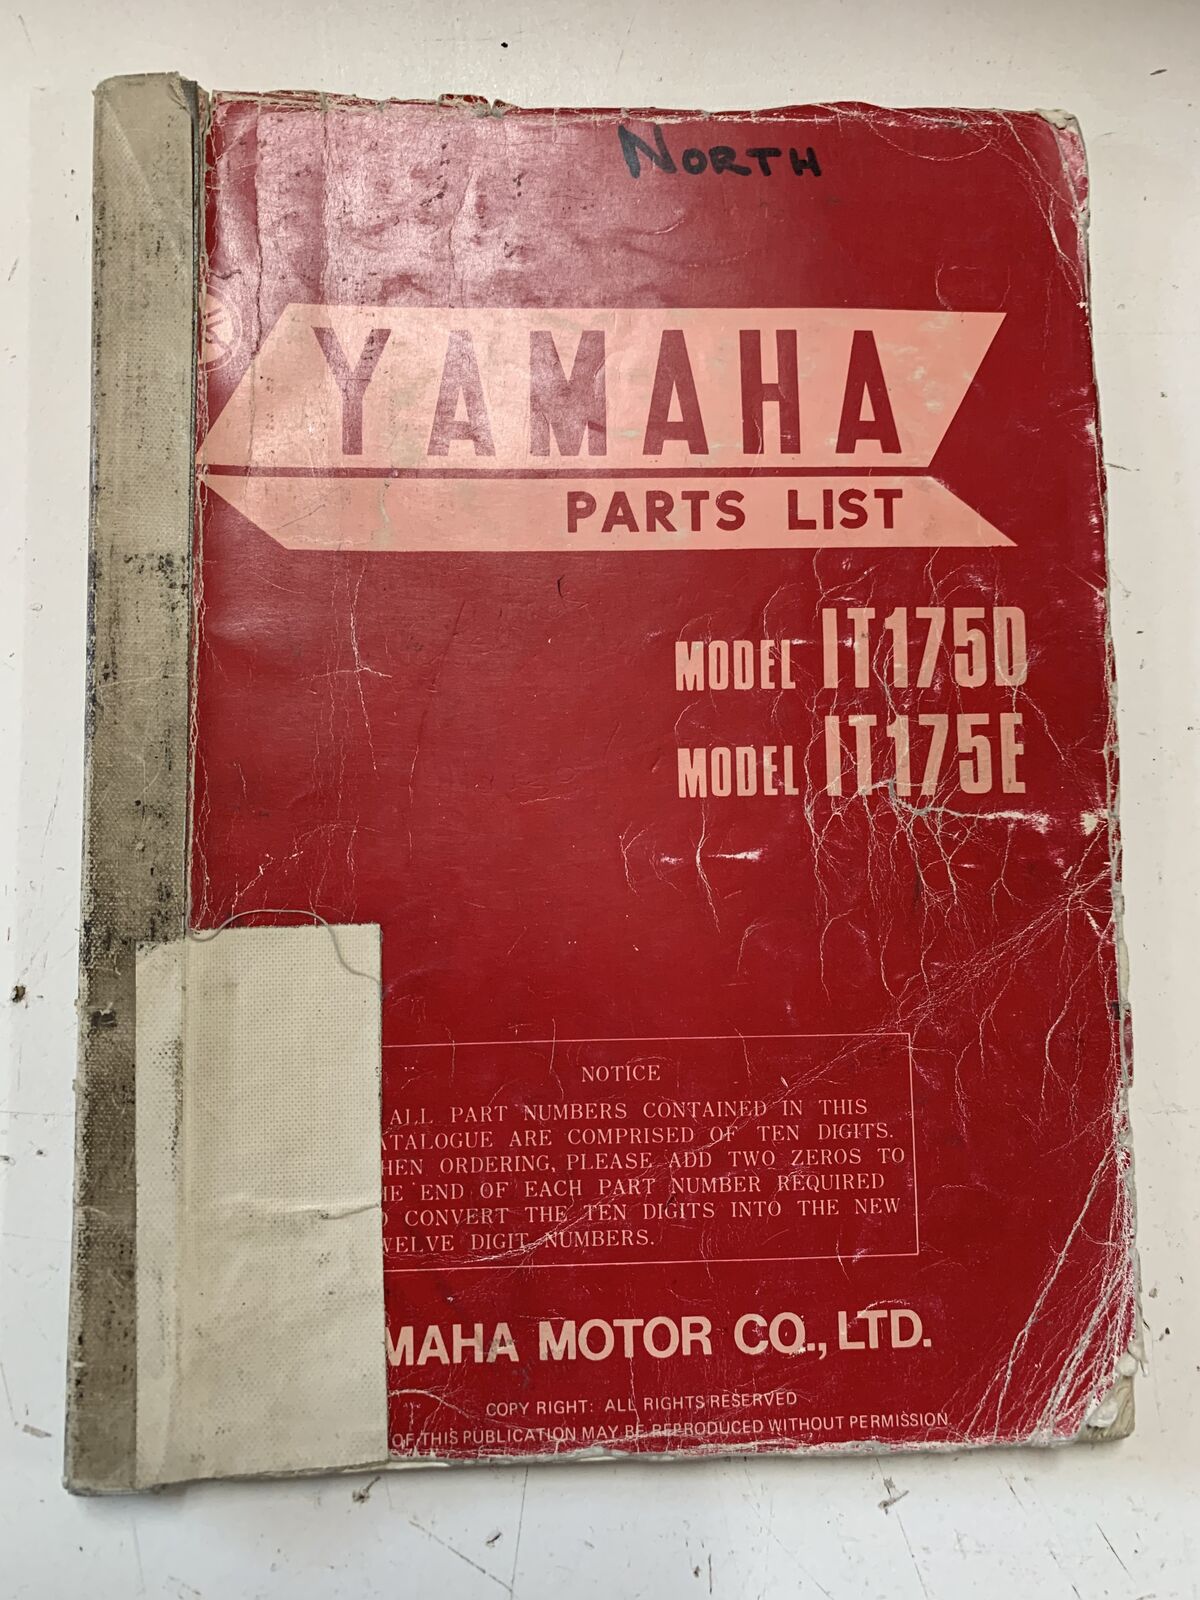 NORTH
YAMAHA
PARTS LIST
MODEL IT175D
MODEL IT175E
NOTICE
ALL PART NUMBERS CONTAINED IN THIS
ATALOGUE ARE COMPRISED OF TEN DIGITS.
HEN ORDERING, PLEASE ADD TWO ZEROS TO
HE END OF EACH PART NUMBER REQUIRED
O CONVERT THE TEN DIGITS INTO THE NEW
WELVE DIGIT NUMBERS.
MAHA MOTOR CO., LTD.
COPY RIGHT: ALL RIGHTS RESERVED
OF THIS PUBLICATION MAY BE REPRODUCED WITHOUT PERMISSION